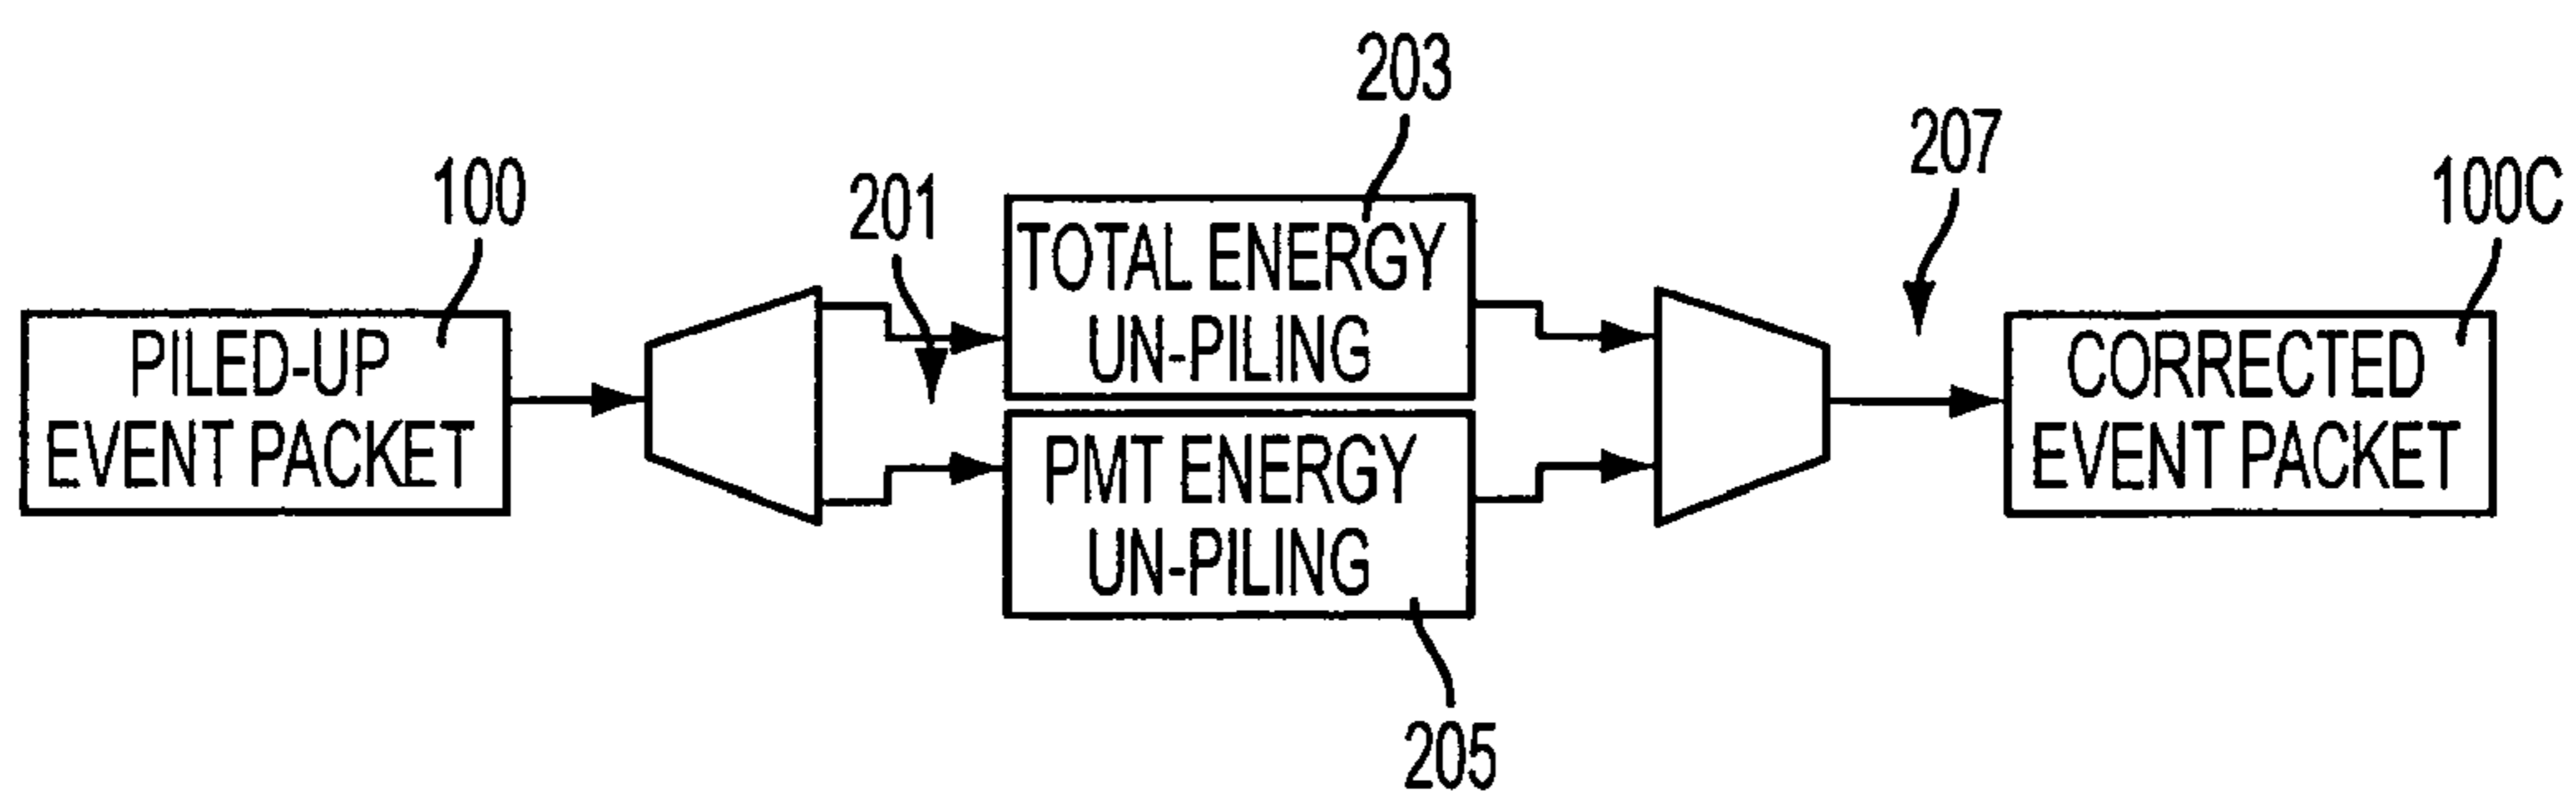 203
207
100
201
100C
TOTAL ENERGY
UN-PILING
PILED-UP
EVENT PACKET
CORRECTED
EVENT PACKET
PMT ENERGY
UN-PILING
205